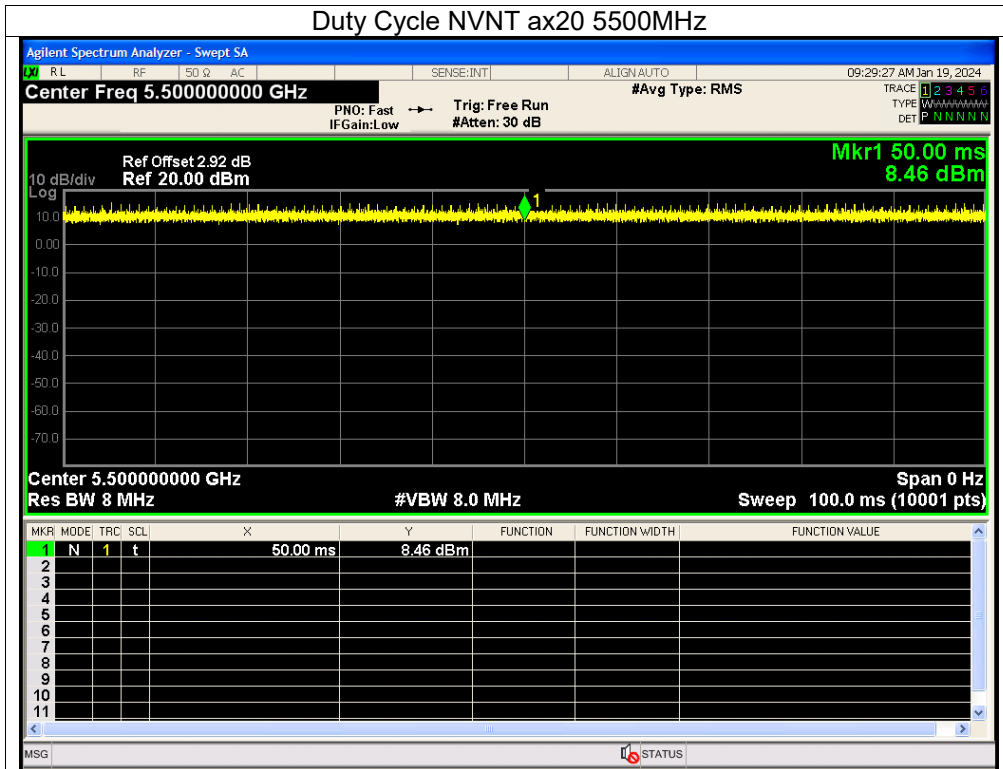 Duty Cycle NVNT ax20 5500MHz
Agilent Spectrum Analyzer - Swept SA
LXI RL RF 50 Ω AC SENSE:INT ALIGN AUTO 09:29:27 AM Jan 19, 2024
Center Freq 5.500000000 GHz #Avg Type: RMS TRACE 1 2 3 4 5 6
PNO: Fast Trig: Free Run TYPE WWWWWW
IFGain:Low #Atten: 30 dB DET P N N N N N
Mkr1 50.00 ms
8.46 dBm
Ref Offset 2.92 dB
10 dB/div Ref 20.00 dBm
Log
1
10.0
0.00
-10.0
-20.0
-30.0
-40.0
-50.0
-60.0
-70.0
Center 5.500000000 GHz Span 0 Hz
Res BW 8 MHz #VBW 8.0 MHz Sweep 100.0 ms (10001 pts)
MKR MODE TRC SCL X Y FUNCTION FUNCTION WIDTH FUNCTION VALUE
1 N 1 t 50.00 ms 8.46 dBm
2
3
4
5
6
7
8
9
10
11
MSG STATUS